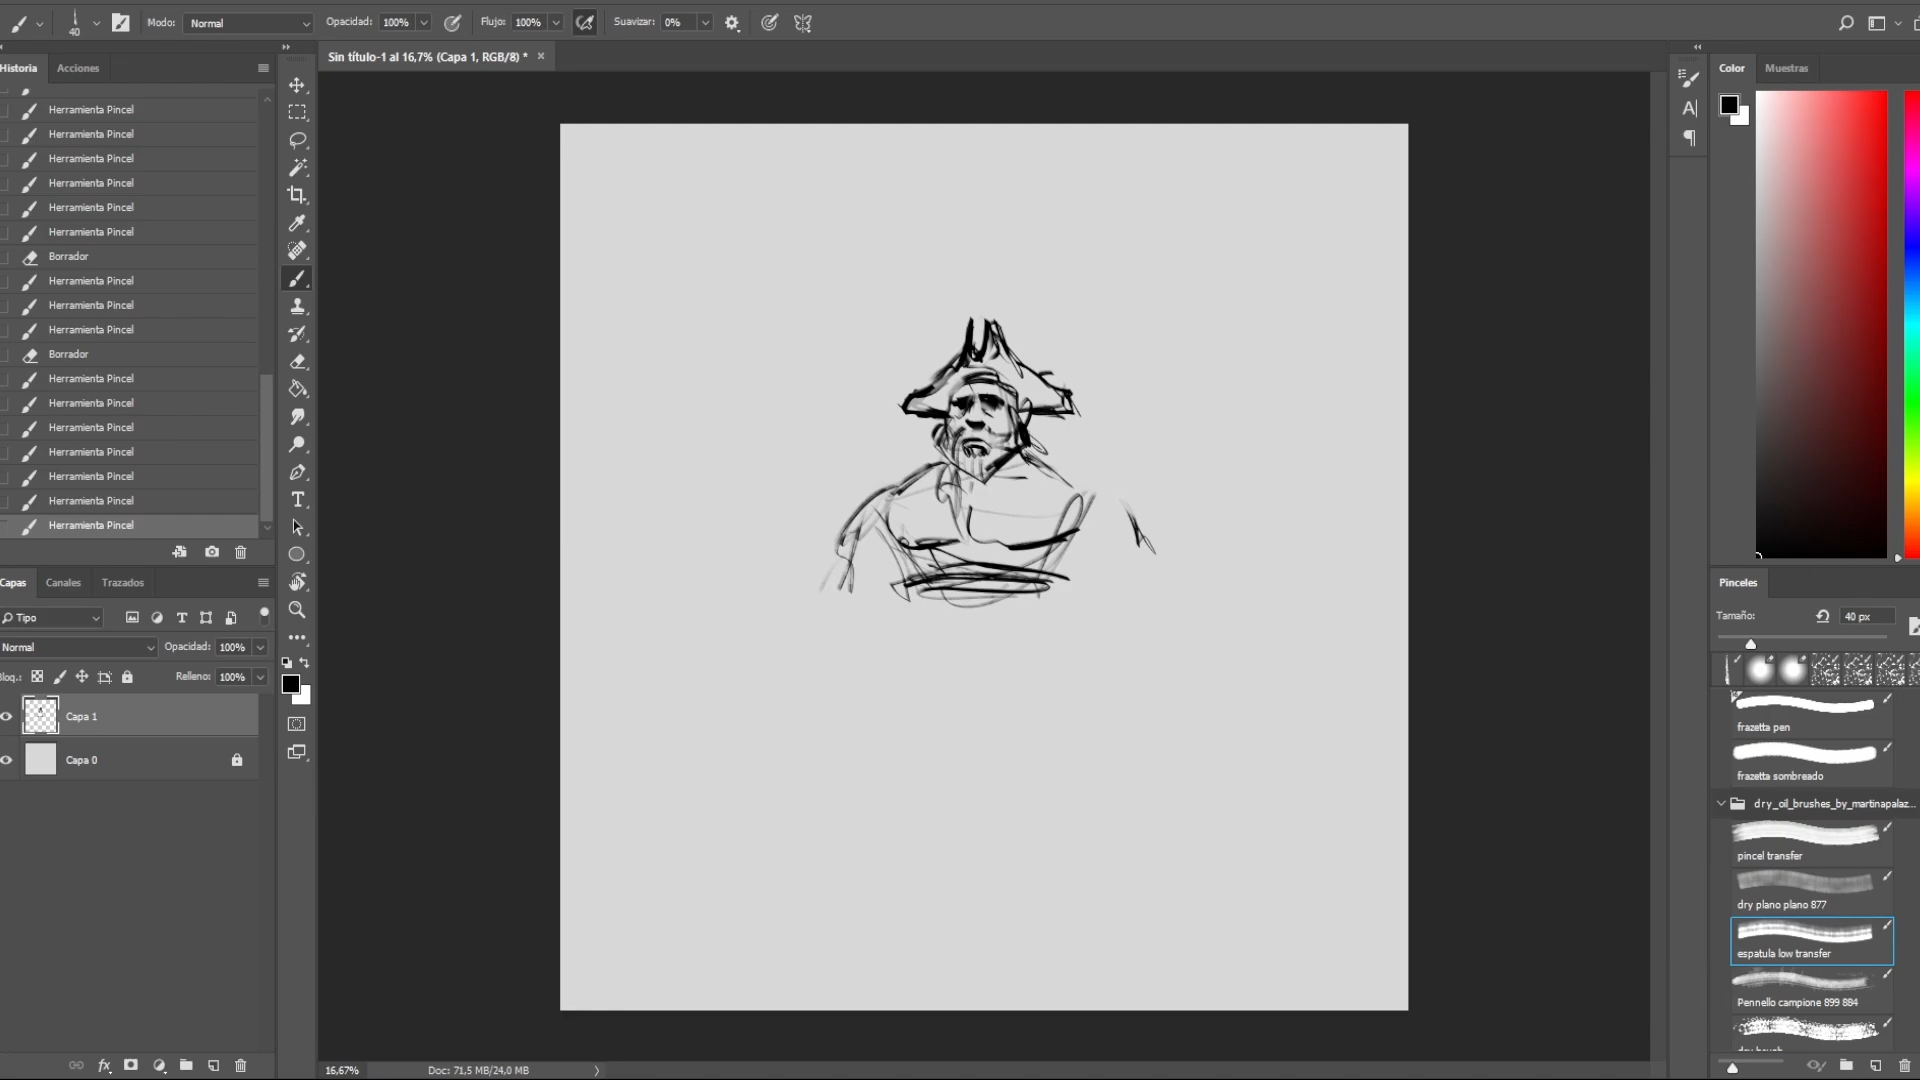 40
Modo:
Normal
Opacidad:
100%
Flujo:
100%
Suavizar:
0%
Historia
Acciones
Sin título-1 al 16,7% (Capa 1, RGB/8) *
Color
Muestras
Herramienta Pincel
Herramienta Pincel
Herramienta Pincel
Herramienta Pincel
Herramienta Pincel
Herramienta Pincel
Borrador
Herramienta Pincel
Herramienta Pincel
Herramienta Pincel
Borrador
Herramienta Pincel
Herramienta Pincel
Herramienta Pincel
Herramienta Pincel
Herramienta Pincel
Herramienta Pincel
Herramienta Pincel
Capas
Canales
Trazados
Tipo
Normal
Opacidad:
100%
Bloq.:
Relleno:
100%
Capa 1
Capa 0
Pinceles
Tamaño:
40 px
frazetta pen
frazetta sombreado
dry_oil_brushes_by_martinapalaz...
pincel transfer
dry plano plano 877
espatula low transfer
Pennello campione 899 884
16,67%
Doc: 71,5 MB/24,0 MB